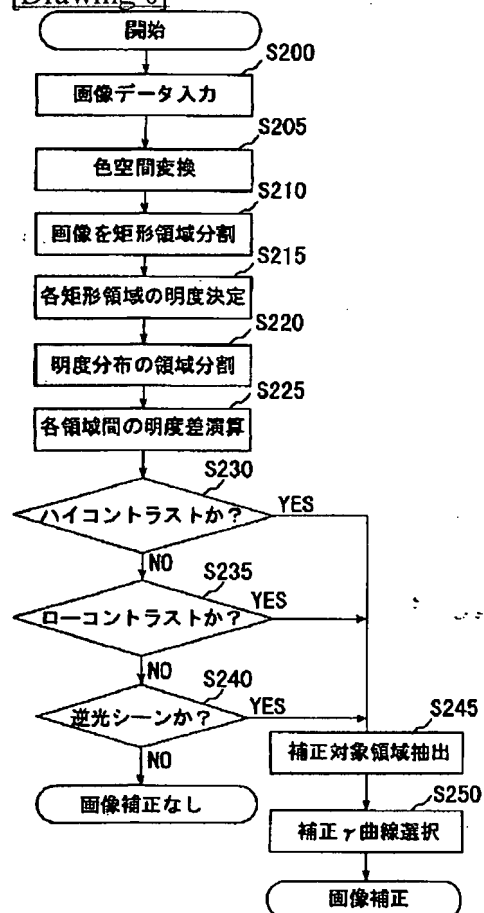 [Drawing 6]
開始
S200
画像データ入力
S205
色空間変換
S210
画像を矩形領域分割
S215
各矩形領域の明度決定
S220
明度分布の領域分割
S225
各領域間の明度差演算
S230
ハイコントラストか?
YES
NO
S235
ローコントラストか?
YES
NO
S240
逆光シーンか?
YES
NO
画像補正なし
S245
補正対象領域抽出
S250
補正γ曲線選択
画像補正